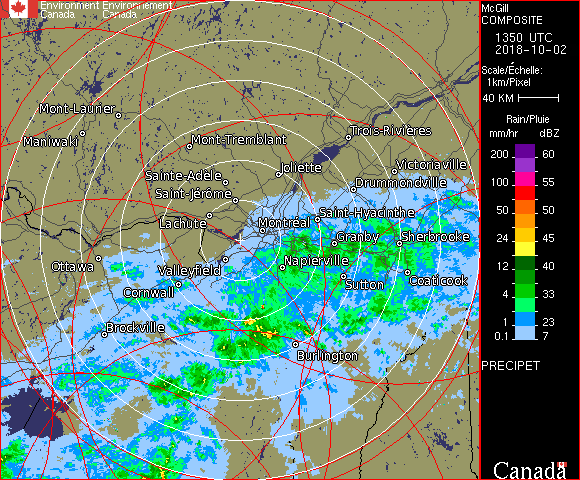 Environment Environnement
Canada Canada
McGill
COMPOSITE
1350 UTC
2018-10-02
Scale/Échelle:
1km/Pixel
40 KM
Rain/Pluie
mm/hr dBZ
200 60
100 55
50 50
24 45
12 40
4 33
1 23
0.1 7
PRECIPET
Mont-Laurier
Maniwaki
Mont-Tremblant
Trois-Rivières
Sainte-Adèle
Joliette
Victoriaville
Saint-Jérôme
Drummondville
Lachute
Montréal
Saint-Hyacinthe
Granby
Sherbrooke
Ottawa
Valleyfield
Napierville
Cornwall
Sutton
Coaticook
Brockville
Burlington
Canada